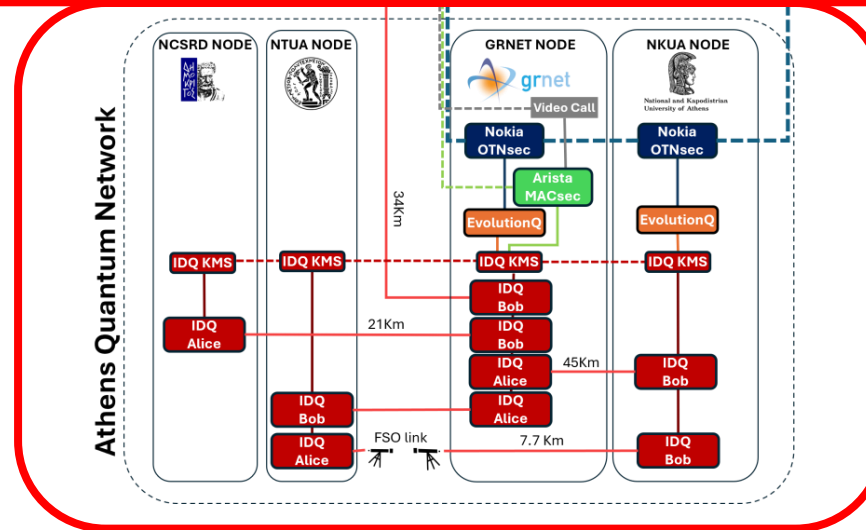 Athens Quantum Network
NCSRD NODE
NTUA NODE
GRNET NODE
NKUA NODE
grnet
National and Kapodistrian
University of Athens
Video Call
Nokia
OTNsec
Nokia
OTNsec
Arista
MACsec
EvolutionQ
EvolutionQ
34Km
IDQ KMS
IDQ KMS
IDQ KMS
IDQ KMS
IDQ
Bob
IDQ
Alice
21Km
IDQ
Bob
IDQ
Alice
45Km
IDQ
Bob
IDQ
Bob
IDQ
Alice
IDQ
Alice
FSO link
7.7 Km
IDQ
Bob